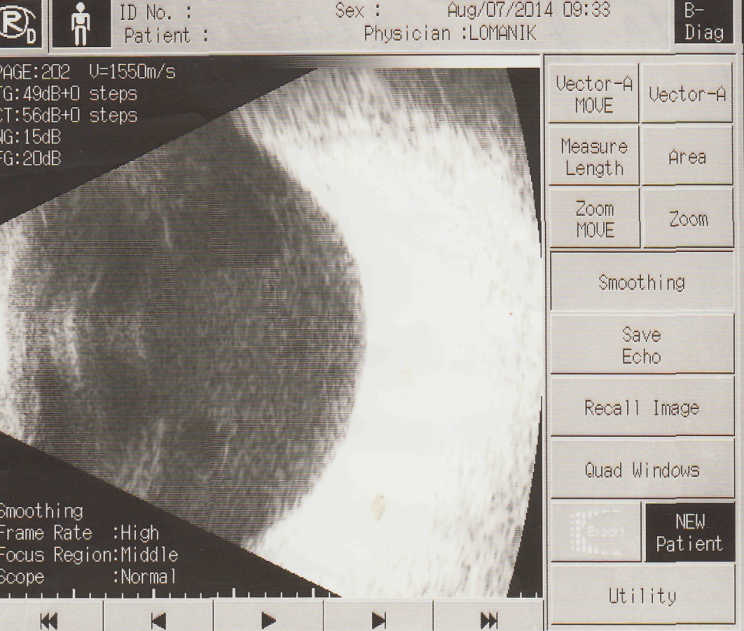 R D
ID No. :
Sex :
Aug/07/2014 09:33
B-
Diag
Patient :
Physician :LOMANIK
PAGE:202 V=1550m/s
TG:49dB+0 steps
CT:56dB+0 steps
NG:15dB
FG:20dB
Vector-A
MOVE
Vector-A
Measure
Length
Area
Zoom
MOVE
Zoom
Smoothing
Save
Echo
Recall Image
Quad Windows
Export
NEW
Patient
Utility
Smoothing
Frame Rate :High
Focus Region:Middle
Scope :Normal